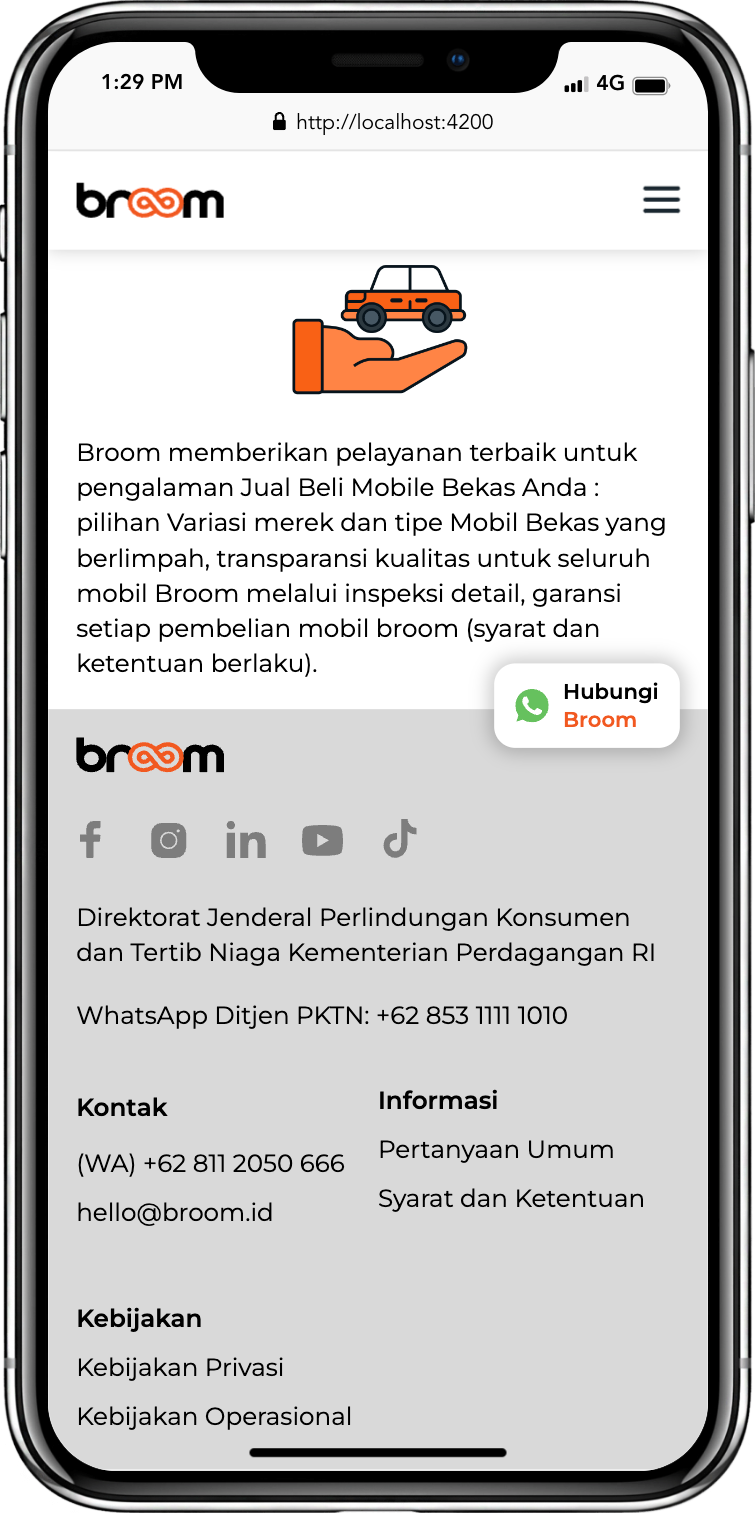 1:29 PM
4G
http://localhost:4200
broom
Broom memberikan pelayanan terbaik untuk
pengalaman Jual Beli Mobile Bekas Anda :
pilihan Variasi merek dan tipe Mobil Bekas yang
berlimpah, transparansi kualitas untuk seluruh
mobil Broom melalui inspeksi detail, garansi
setiap pembelian mobil broom (syarat dan
ketentuan berlaku).
Hubungi
Broom
broom
Direktorat Jenderal Perlindungan Konsumen
dan Tertib Niaga Kementerian Perdagangan RI
WhatsApp Ditjen PKTN: +62 853 1111 1010
Kontak
(WA) +62 811 2050 666
hello@broom.id
Informasi
Pertanyaan Umum
Syarat dan Ketentuan
Kebijakan
Kebijakan Privasi
Kebijakan Operasional